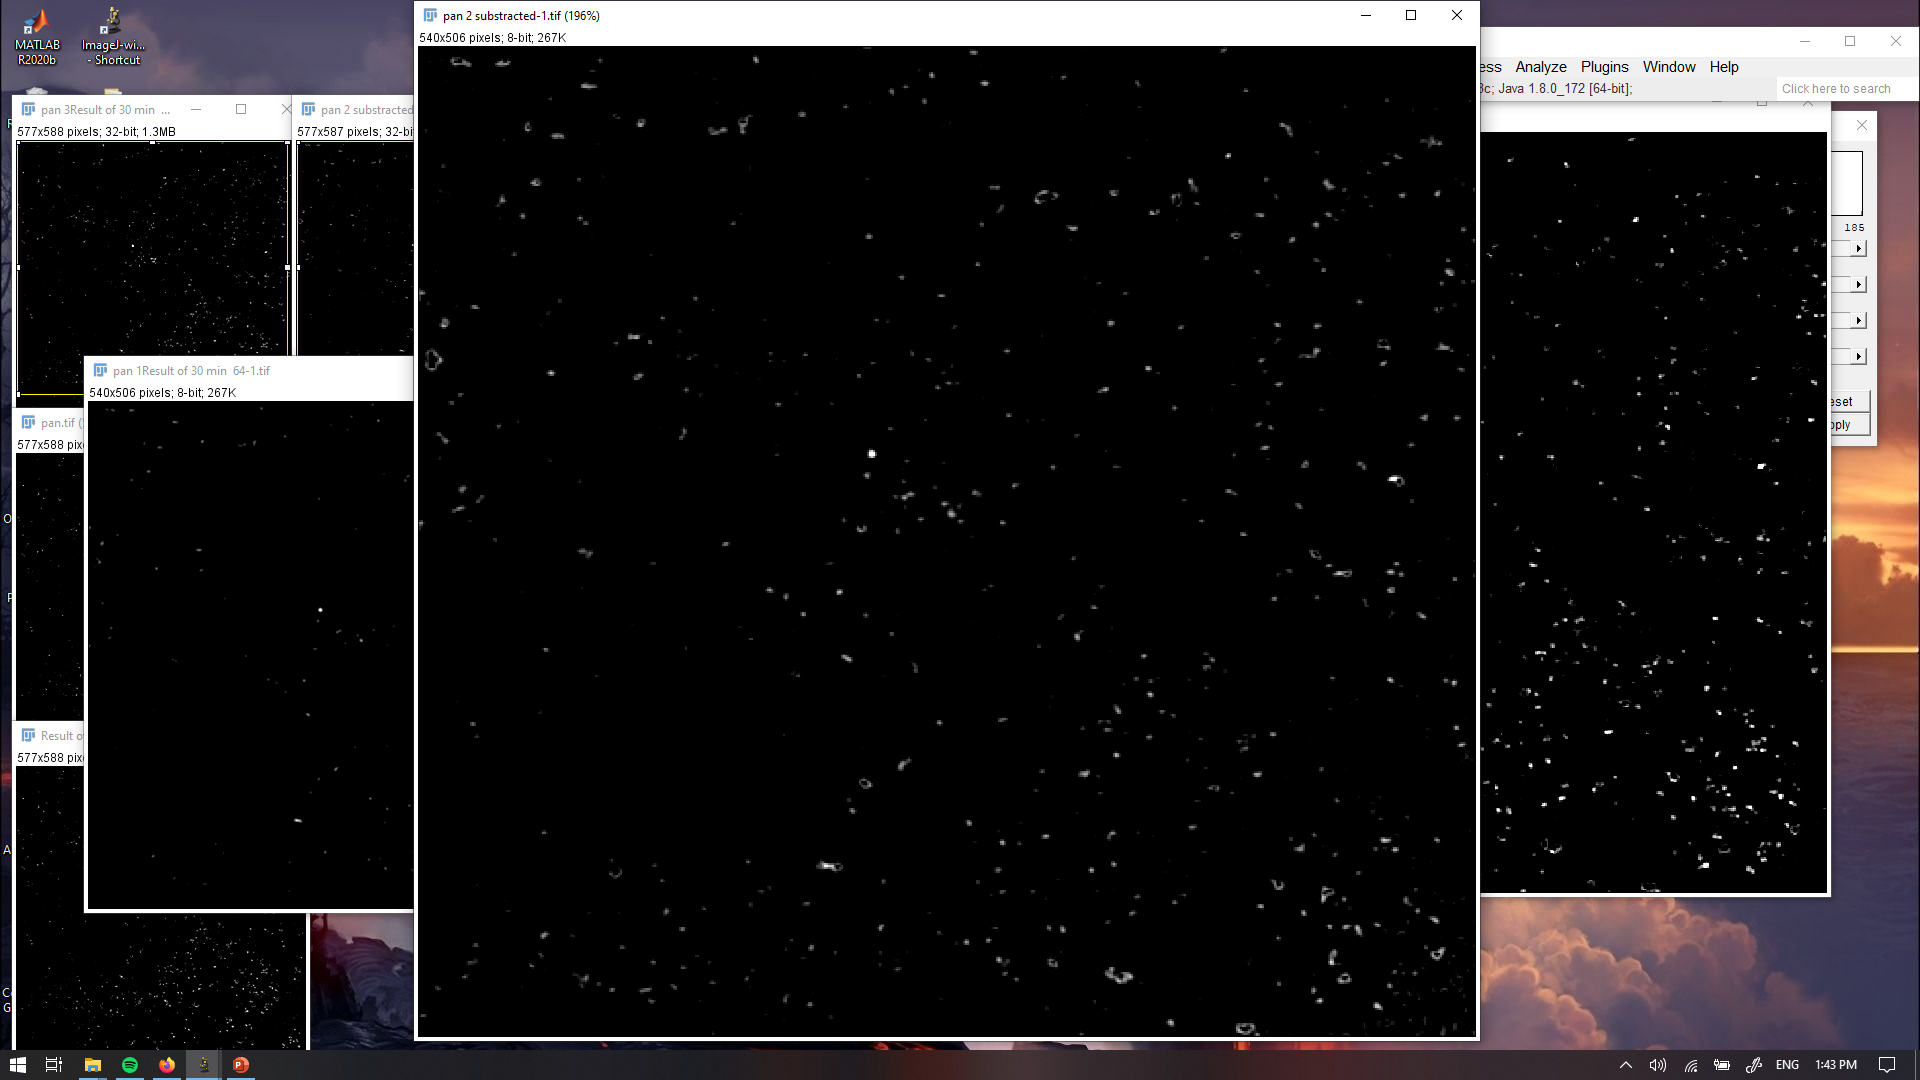 MATLAB
R2020b
ImageJ-wi...
- Shortcut
pan 2 substracted-1.tif (196%)
540x506 pixels; 8-bit; 267K
ess Analyze Plugins Window Help
3c; Java 1.8.0_172 [64-bit];
Click here to search
pan 3Result of 30 min ...
577x588 pixels; 32-bit; 1.3MB
pan 2 substracted
577x587 pixels; 32-bi
185
eset
pply
pan 1Result of 30 min 64-1.tif
540x506 pixels; 8-bit; 267K
pan.tif (
577x588 pix
Result o
577x588 pix
ENG
1:43 PM